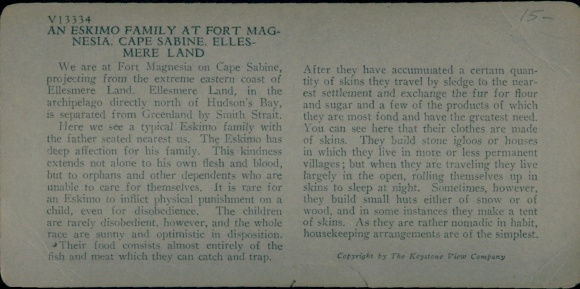 V13334
AN ESKIMO FAMILY AT FORT MAG-
NESIA, CAPE SABINE, ELLES-
MERE LAND
We are at Fort Magnesia on Cape Sabine,
projecting from the extreme eastern coast of
Ellesmere Land. Ellesmere Land, in the
archipelago directly north of Hudson's Bay,
is separated from Greenland by Smith Strait.
Here we see a typical Eskimo family with
the father seated nearest us. The Eskimo has
deep affection for his family. This kindness
extends not alone to his own flesh and blood,
but to orphans and other dependents who are
unable to care for themselves. It is rare for
an Eskimo to inflict physical punishment on a
child, even for disobedience. The children
are rarely disobedient, however, and the whole
race are sunny and optimistic in disposition.
Their food consists almost entirely of the
fish and meat which they can catch and trap.
15-
After they have accumulated a certain quan-
tity of skins they travel by sledge to the near-
est settlement and exchange the fur for flour
and sugar and a few of the products of which
they are most fond and have the greatest need.
You can see here that their clothes are made
of skins. They build stone igloos or houses
in which they live in more or less permanent
villages; but when they are traveling they live
largely in the open, rolling themselves up in
skins to sleep at night. Sometimes, however,
they build small huts either of snow or of
wood, and in some instances they make a tent
of skins. As they are rather nomadic in habit,
housekeeping arrangements are of the simplest.
Copyright by The Keystone View Company